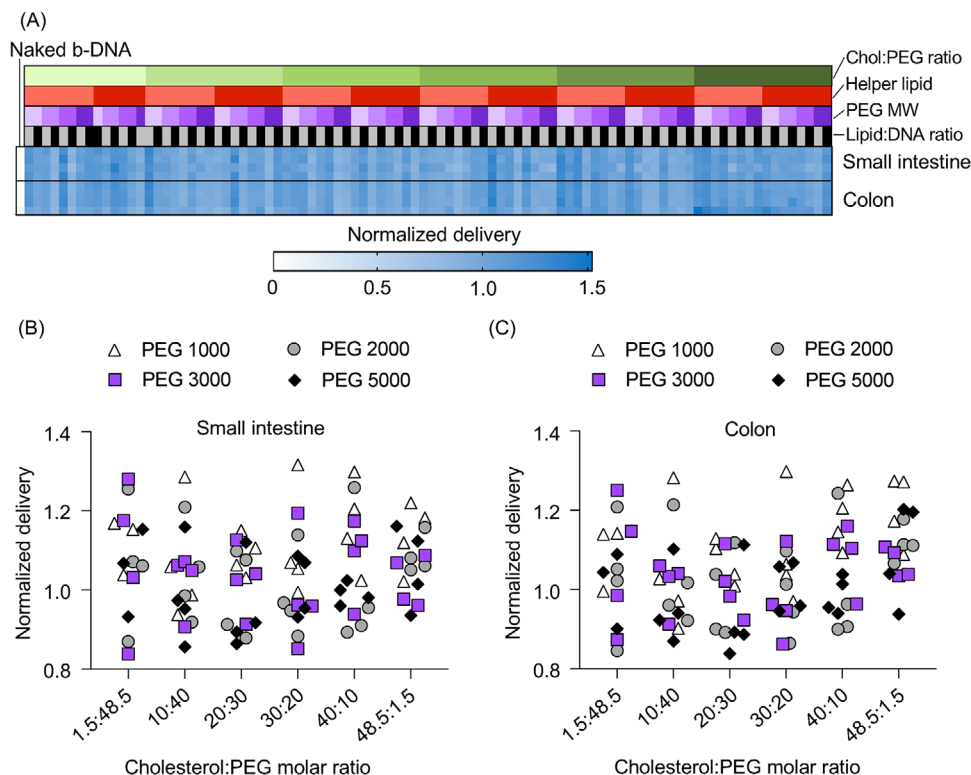 (A)
Naked b-DNA
Chol:PEG ratio
Helper lipid
PEG MW
Lipid:DNA ratio
Small intestine
Colon
Normalized delivery
0 0.5 1.0 1.5
(B)
PEG 1000 PEG 2000
PEG 3000 PEG 5000
Small intestine
Normalized delivery
1.4
1.2
1.0
0.8
1.5:48.5 10:40 20:30 30:20 40:10 48.5:1.5
Cholesterol:PEG molar ratio
(C)
PEG 1000 PEG 2000
PEG 3000 PEG 5000
Colon
Normalized delivery
1.4
1.2
1.0
0.8
1.5:48.5 10:40 20:30 30:20 40:10 48.5:1.5
Cholesterol:PEG molar ratio